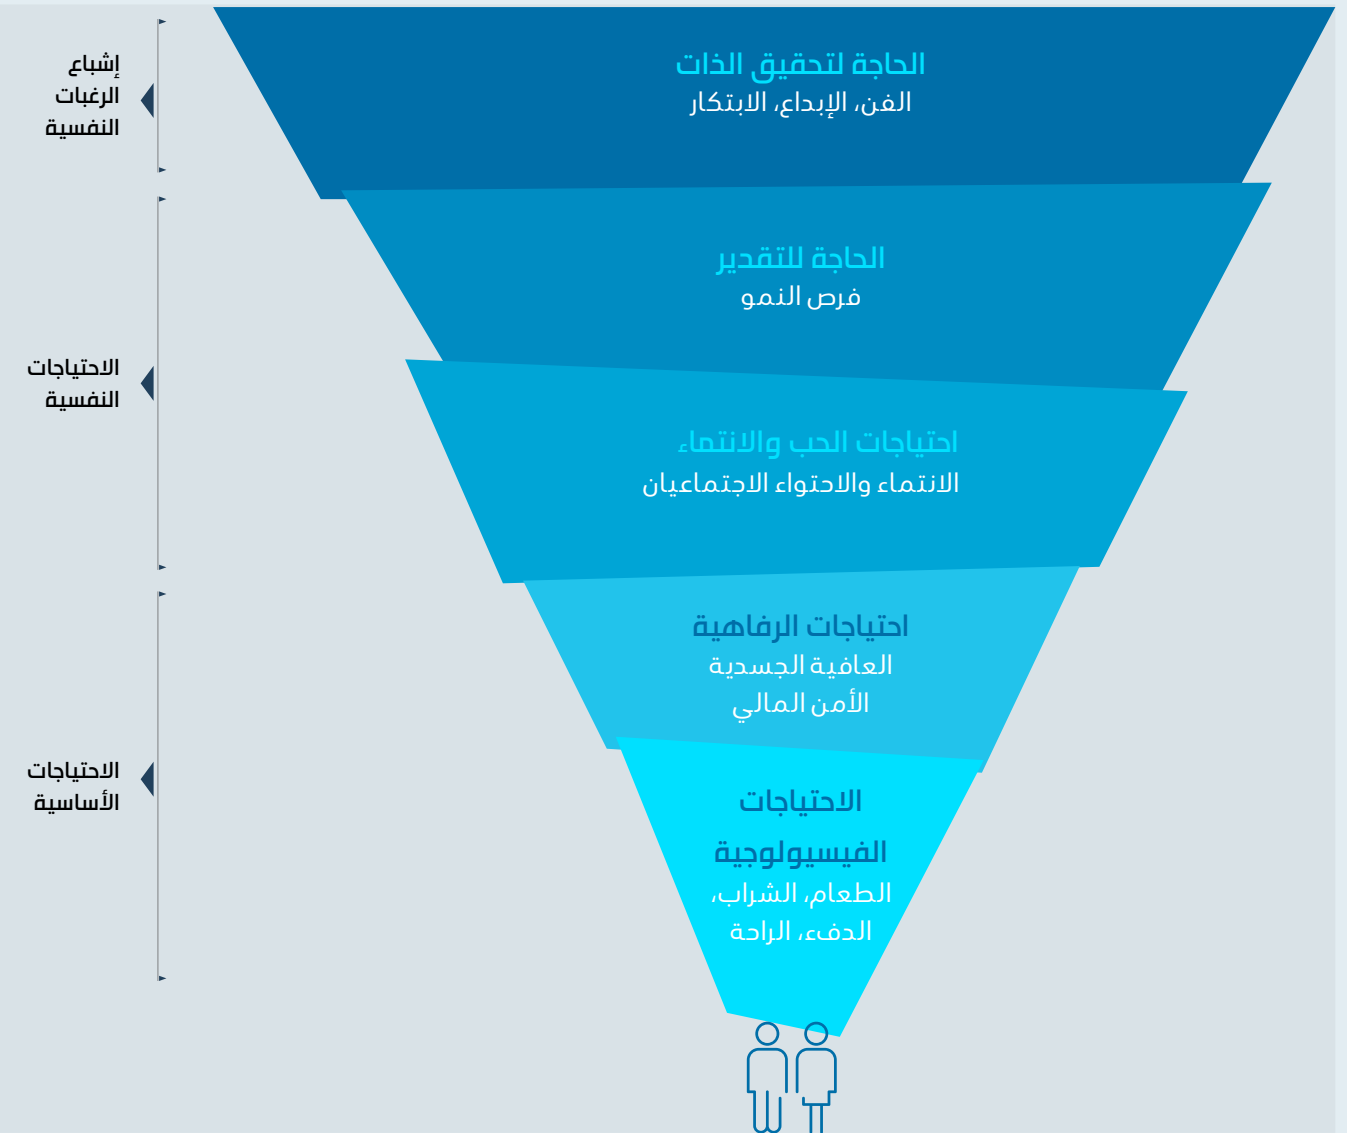 الحاجة لتحقيق الذات
الفن، الإبداع، الابتكار
إشباع
الرغبات
النفسية
الحاجة للتقدير
فرص النمو
احتياجات الحب والانتماء
الانتماء والاحتواء الاجتماعيان
الاحتياجات
النفسية
احتياجات الرفاهية
العافية الجسدية
الأمن المالي
الاحتياجات
الفيسيولوجية
الطعام، الشراب،
الدفء، الراحة
الاحتياجات
الأساسية